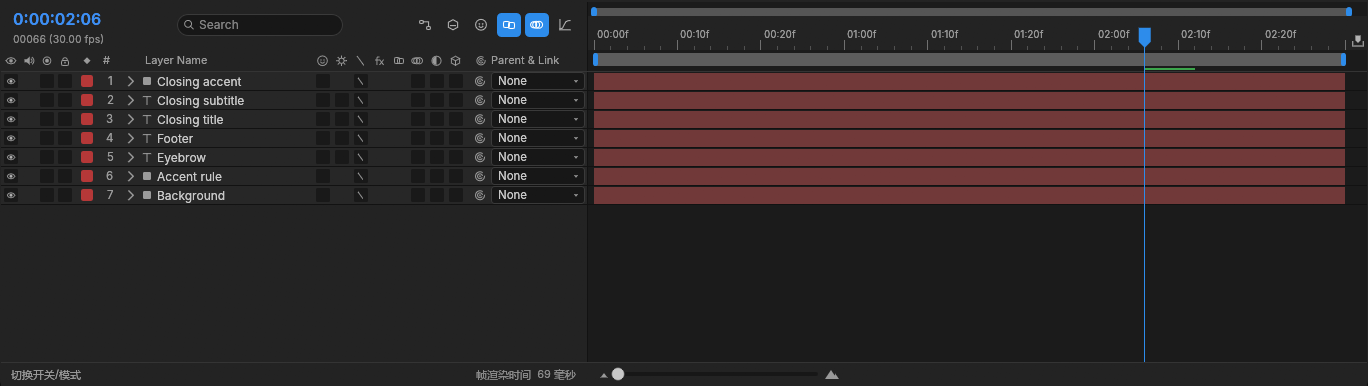 0:00:02:06
00066 (30.00 fps)
Search
00:00f 00:10f 00:20f 01:00f 01:10f 01:20f 02:00f 02:10f 02:20f
# Layer Name fx Parent & Link
1 Closing accent None
2 T Closing subtitle None
3 T Closing title None
4 T Footer None
5 T Eyebrow None
6 Accent rule None
7 Background None
切换开关/模式 帧渲染时间 69 毫秒